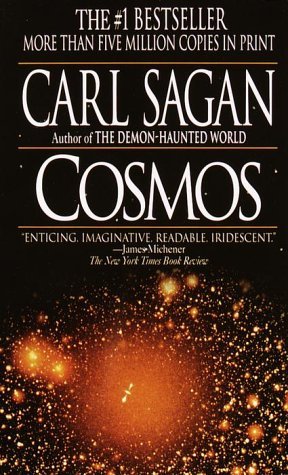 THE #1 BESTSELLER
MORE THAN FIVE MILLION COPIES IN PRINT
CARL SAGAN
Author of THE DEMON-HAUNTED WORLD
COSMOS
"ENTICING. IMAGINATIVE. READABLE. IRIDESCENT."
—James Michener
The New York Times Book Review